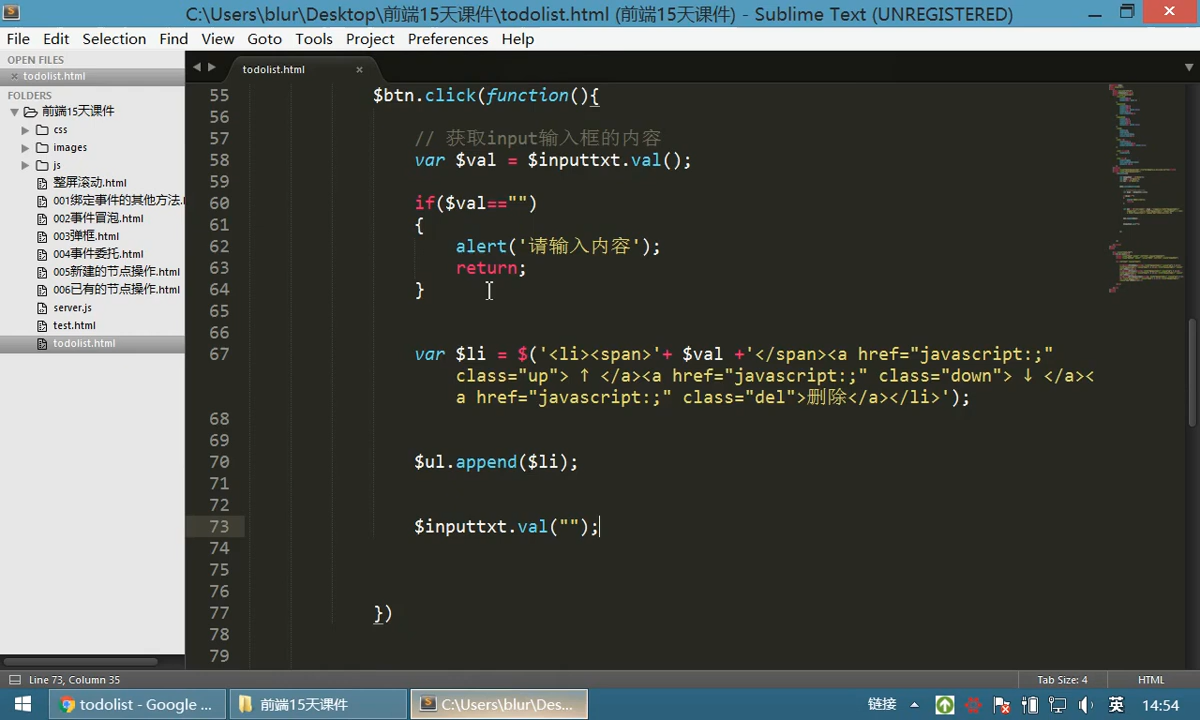 C:\Users\blur\Desktop\前端15天课件\todolist.html (前端15天课件) - Sublime Text (UNREGISTERED)
File Edit Selection Find View Goto Tools Project Preferences Help
OPEN FILES
todolist.html
FOLDERS
前端15天课件
css
images
js
整屏滚动.html
001绑定事件的其他方法.
002事件冒泡.html
003弹框.html
004事件委托.html
005新建的节点操作.html
006已有的节点操作.html
server.js
test.html
todolist.html
todolist.html
55 $btn.click(function(){
56
57 // 获取input输入框的内容
58 var $val = $inputtxt.val();
59
60 if($val=="")
61 {
62 alert('请输入内容');
63 return;
64 }
65
66
67 var $li = $('<li><span>'+ $val +'</span><a href="javascript:;"
class="up"> ↑ </a><a href="javascript:;" class="down"> ↓ </a><
a href="javascript:;" class="del">删除</a></li>');
68
69
70 $ul.append($li);
71
72
73 $inputtxt.val("");
74
75
76
77 })
78
79
Line 73, Column 35 Tab Size: 4 HTML
todolist - Google ... 前端15天课件 C:\Users\blur\Des... 链接 英 14:54